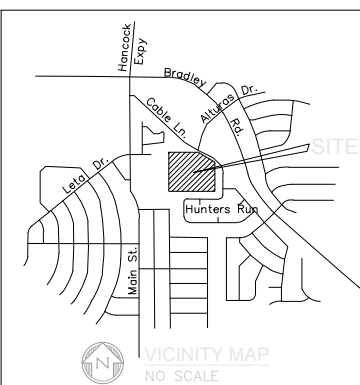 Hancock
Expy
Bradley
Rd.
Alturas Dr.
Cable Ln.
SITE
Leta Dr.
Hunters Run
Main St.
N
VICINITY MAP
NO SCALE